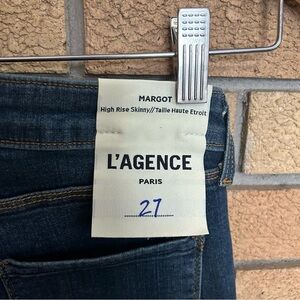 MARGOT
High Rise Skinny//Taille Haute Etroit
L'AGENCE
PARIS
27